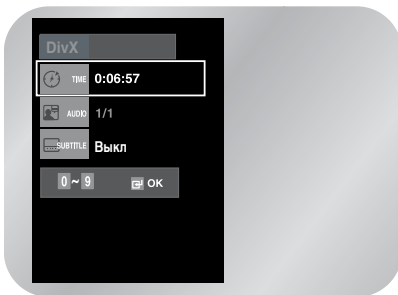 DivX
TIME 0:06:57
AUDIO 1/1
SUBTITLE Выкл
0 ~ 9 OK